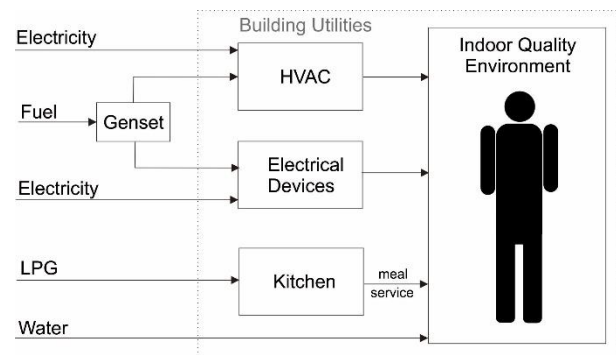 Building Utilities
Electricity
HVAC
Indoor Quality
Environment
Fuel
Genset
Electrical
Devices
Electricity
LPG
Kitchen
meal
service
Water